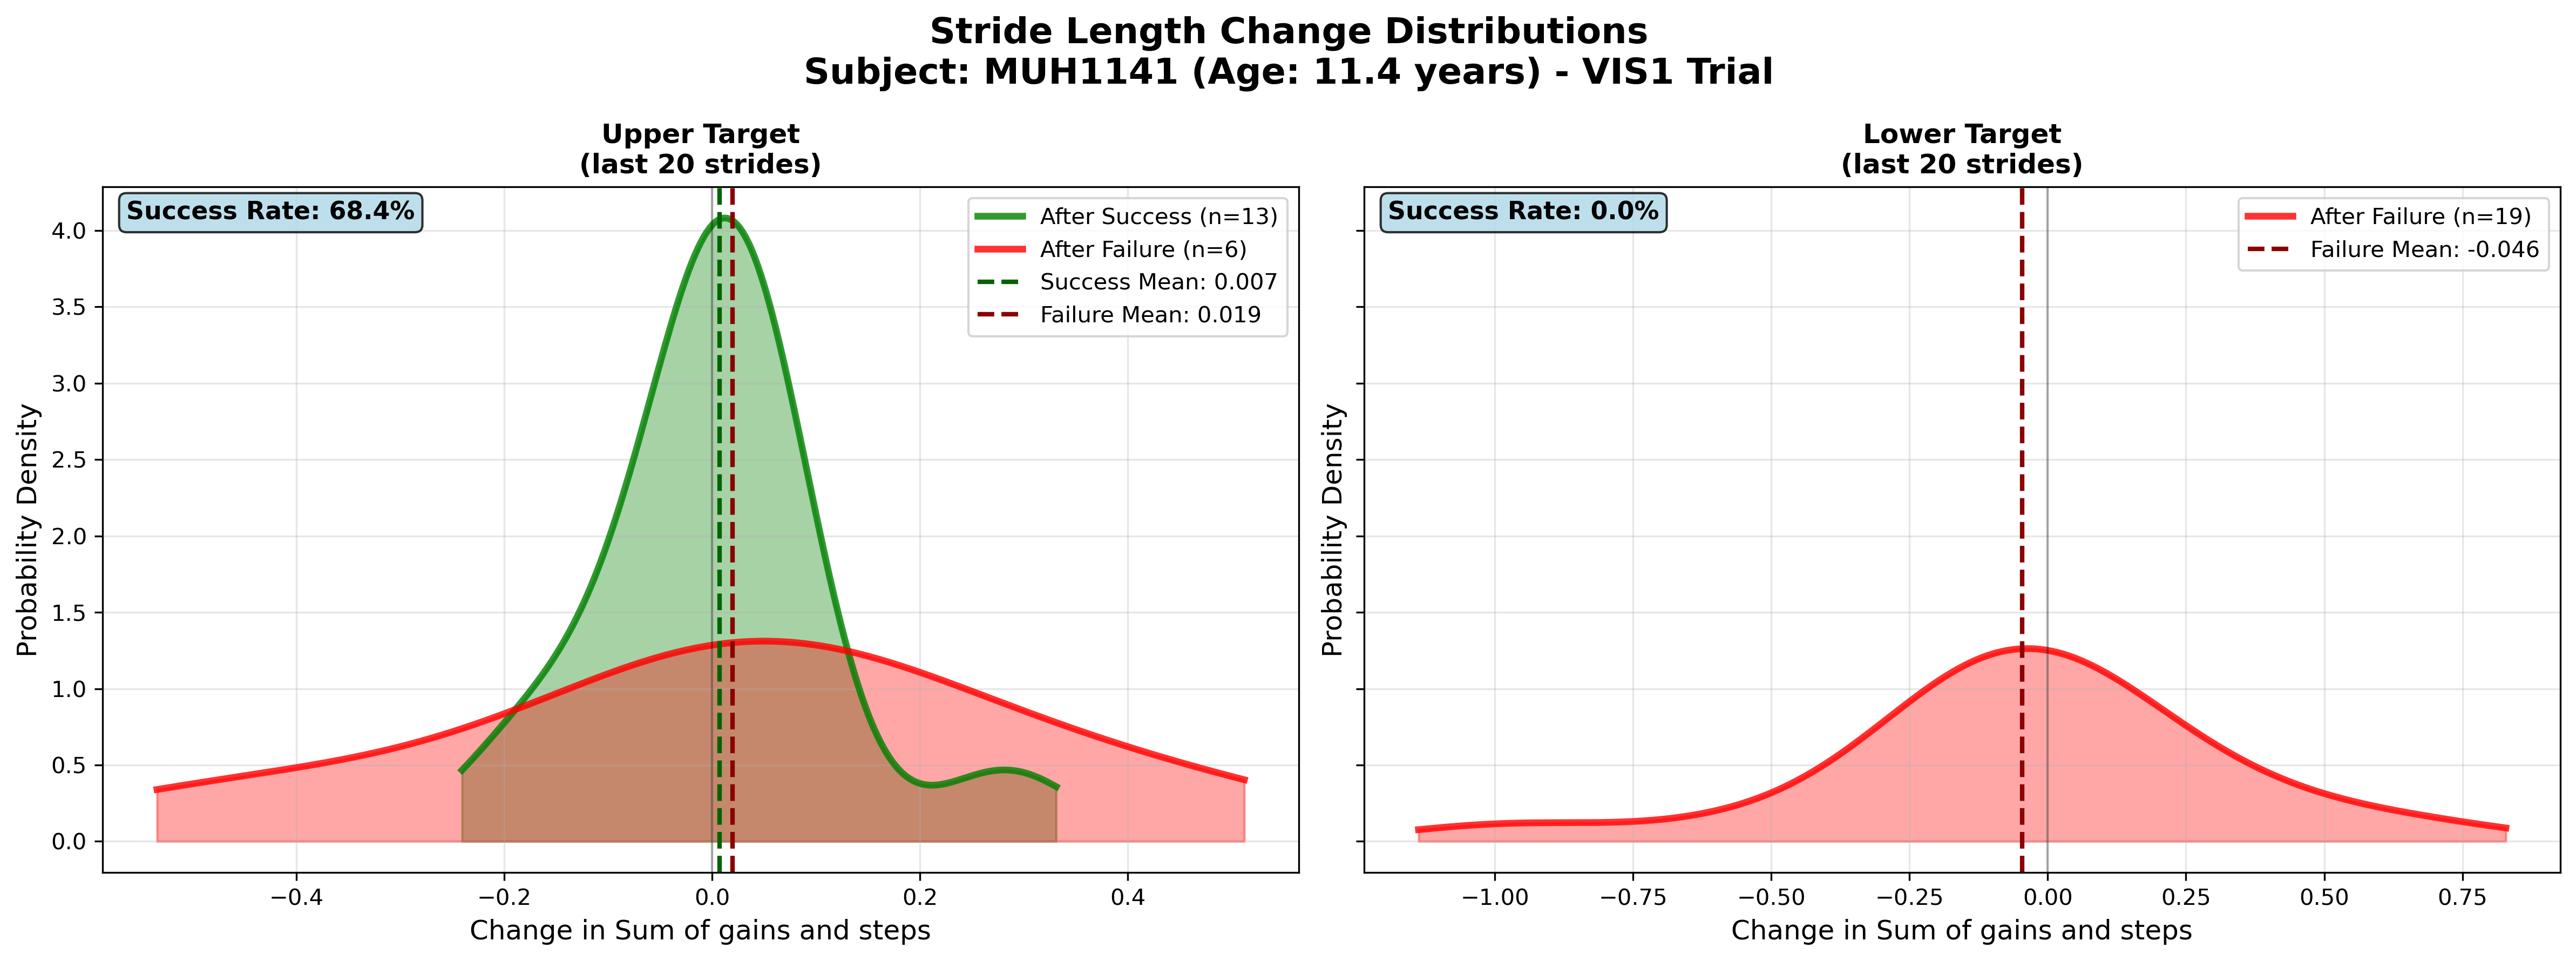 Stride Length Change Distributions
Subject: MUH1141 (Age: 11.4 years) - VIS1 Trial
Upper Target
(last 20 strides)
Success Rate: 68.4%
After Success (n=13)
After Failure (n=6)
Success Mean: 0.007
Failure Mean: 0.019
Probability Density
4.0
3.5
3.0
2.5
2.0
1.5
1.0
0.5
0.0
−0.4 −0.2 0.0 0.2 0.4
Change in Sum of gains and steps
Lower Target
(last 20 strides)
Success Rate: 0.0%
After Failure (n=19)
Failure Mean: -0.046
Probability Density
−1.00 −0.75 −0.50 −0.25 0.00 0.25 0.50 0.75
Change in Sum of gains and steps